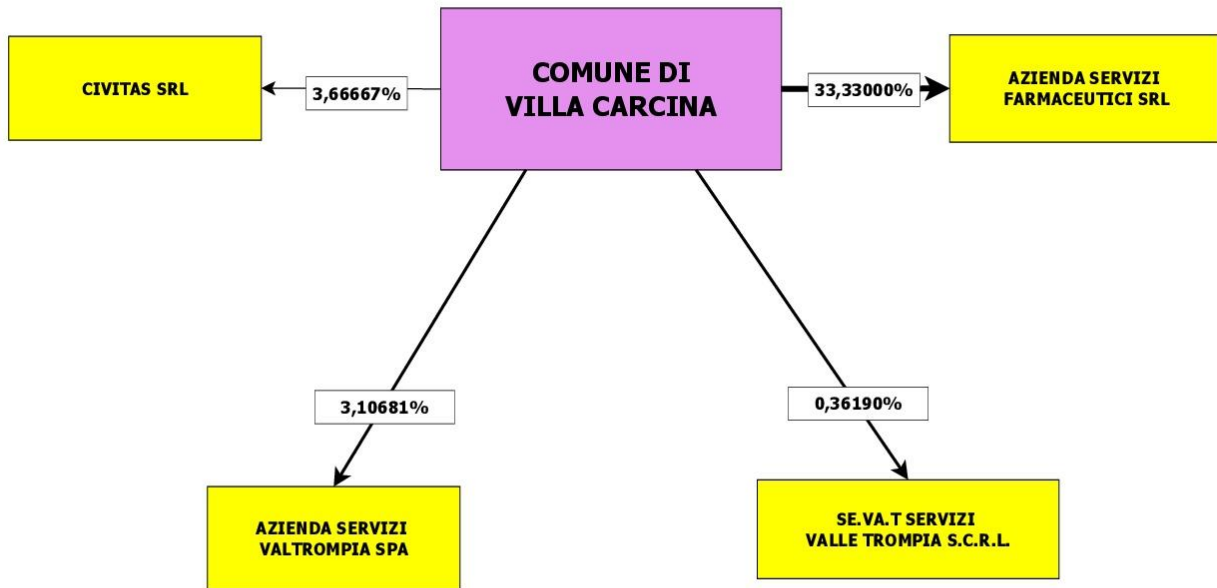 COMUNE DI
VILLA CARCINA
CIVITAS SRL
3,66667%
33,33000%
AZIENDA SERVIZI
FARMACEUTICI SRL
3,10681%
0,36190%
AZIENDA SERVIZI
VALTROMPIA SPA
SE.VA.T SERVIZI
VALLE TROMPIA S.C.R.L.